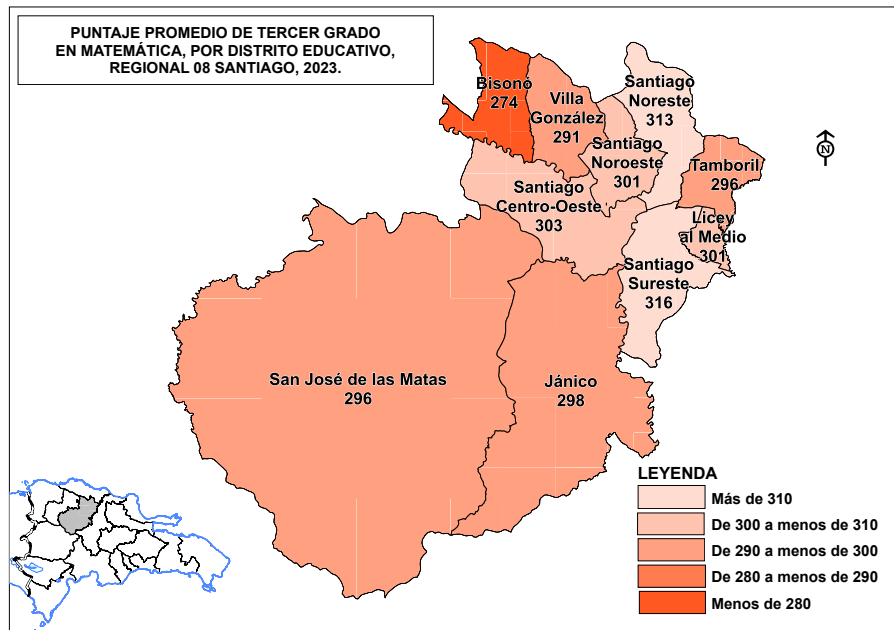 PUNTAJE PROMEDIO DE TERCER GRADO
EN MATEMÁTICA, POR DISTRITO EDUCATIVO,
REGIONAL 08 SANTIAGO, 2023.
Bisonó
274
Villa
González
291
Santiago
Noreste
313
Santiago
Noroeste
301
Tamboril
296
Santiago
Centro-Oeste
303
Licey
al Medio
301
Santiago
Sureste
316
San José de las Matas
296
Jánico
298
N
LEYENDA
Más de 310
De 300 a menos de 310
De 290 a menos de 300
De 280 a menos de 290
Menos de 280